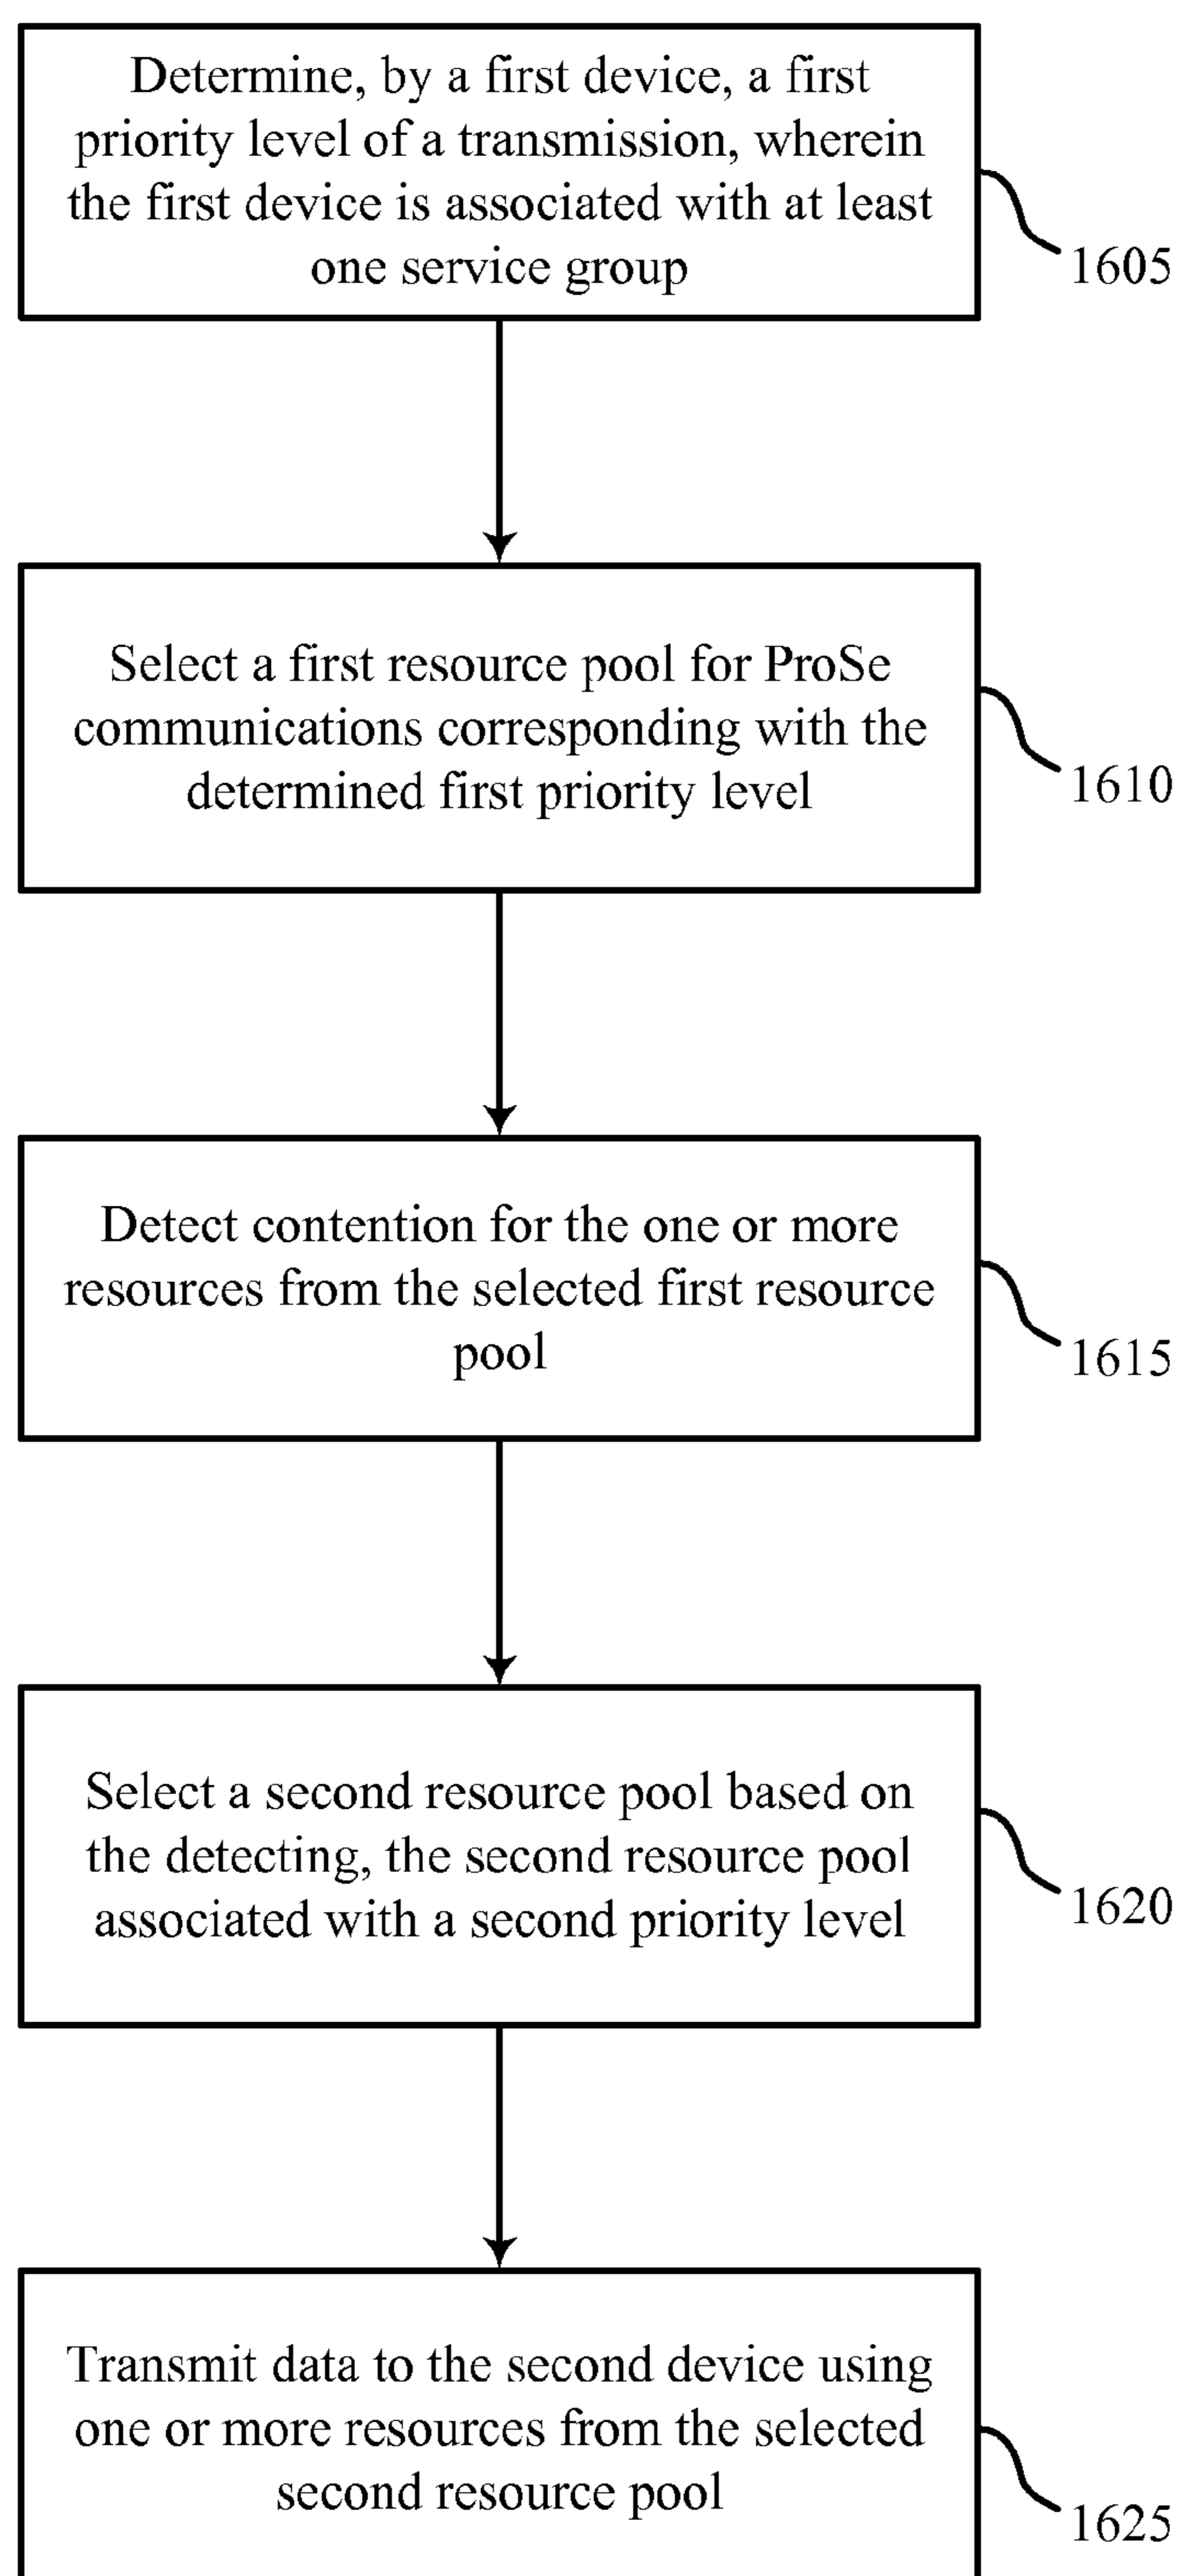 Determine, by a first device, a first
priority level of a transmission, wherein
the first device is associated with at least
one service group
1605
Select a first resource pool for ProSe
communications corresponding with the
determined first priority level
1610
Detect contention for the one or more
resources from the selected first resource
pool
1615
Select a second resource pool based on
the detecting, the second resource pool
associated with a second priority level
1620
Transmit data to the second device using
one or more resources from the selected
second resource pool
1625